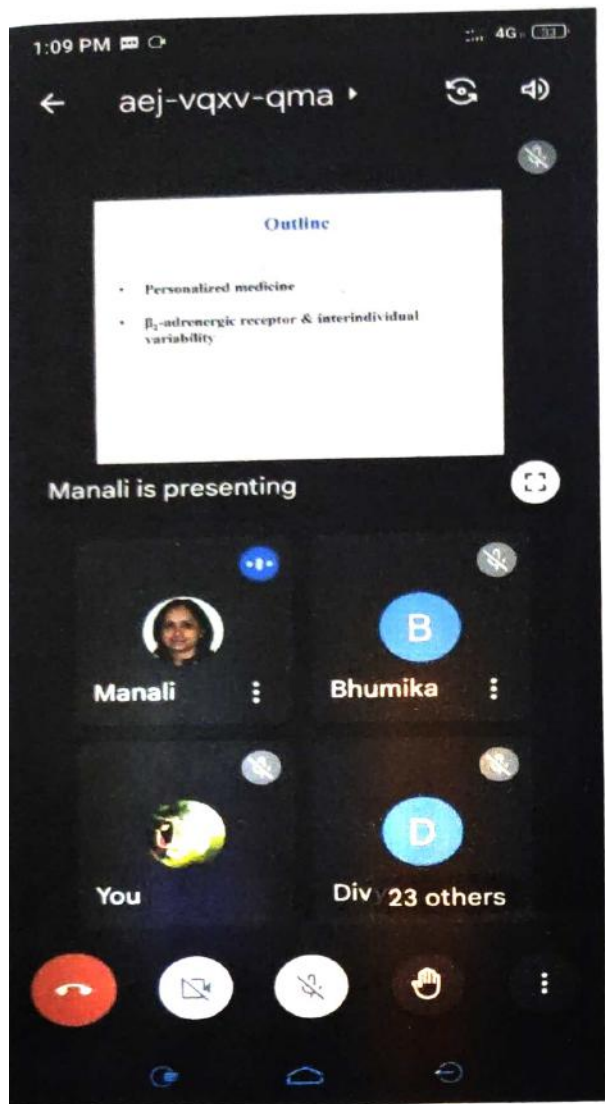 1:09 PM
4G
aej-vqxv-qma
Outline
• Personalized medicine
• β₂-adrenergic receptor & interindividual
variability
Manali is presenting
Manali
B
Bhumika
You
D
Div
23 others